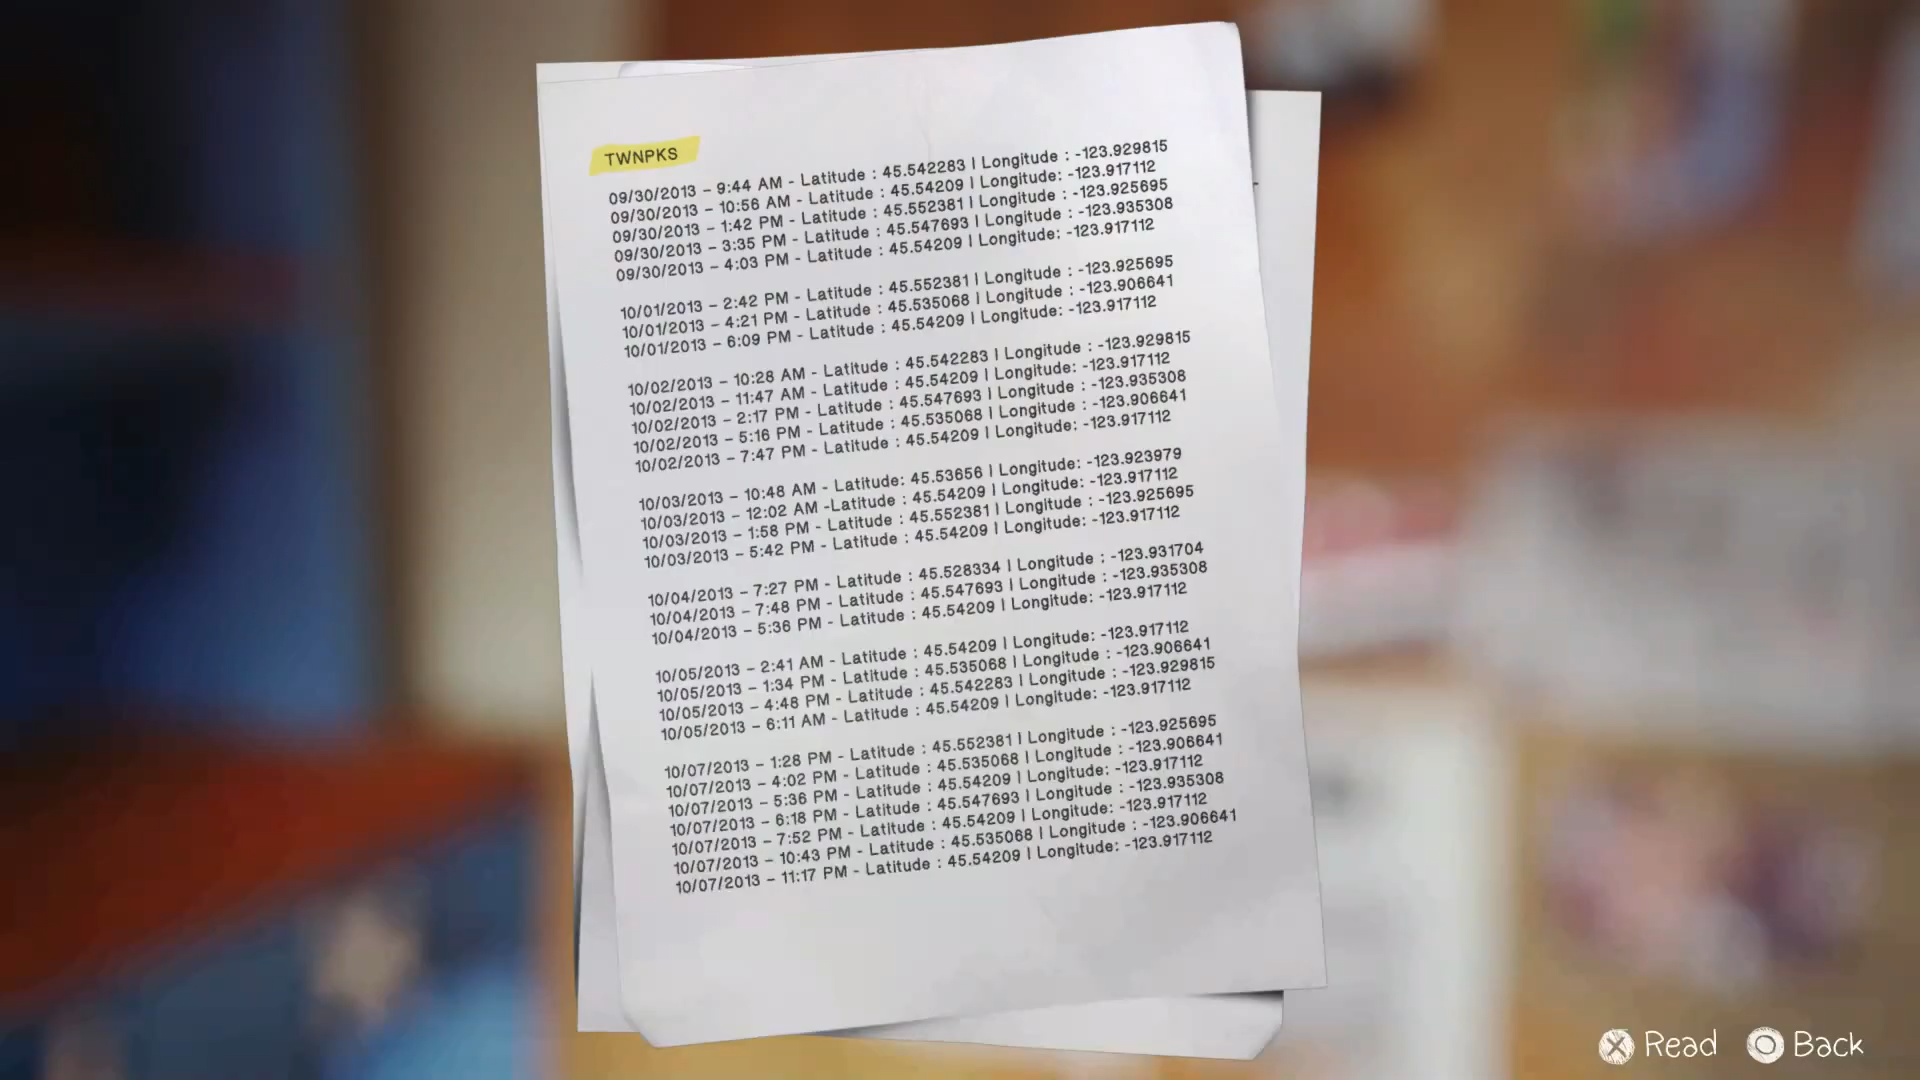 TWNPKS
09/30/2013 – 9:44 AM - Latitude : 45.542283 | Longitude : -123.929815
09/30/2013 – 10:56 AM - Latitude : 45.54209 | Longitude: -123.917112
09/30/2013 – 1:42 PM - Latitude : 45.552381 | Longitude : -123.925695
09/30/2013 – 3:35 PM - Latitude : 45.547693 | Longitude : -123.935308
09/30/2013 – 4:03 PM - Latitude : 45.54209 | Longitude: -123.917112
10/01/2013 – 2:42 PM - Latitude : 45.552381 | Longitude : -123.925695
10/01/2013 – 4:21 PM - Latitude : 45.535068 | Longitude : -123.906641
10/01/2013 – 6:09 PM - Latitude : 45.54209 | Longitude: -123.917112
10/02/2013 – 10:28 AM - Latitude : 45.542283 | Longitude : -123.929815
10/02/2013 – 11:47 AM - Latitude : 45.54209 | Longitude: -123.917112
10/02/2013 – 2:17 PM - Latitude : 45.547693 | Longitude : -123.935308
10/02/2013 – 5:16 PM - Latitude : 45.535068 | Longitude : -123.906641
10/02/2013 – 7:47 PM - Latitude : 45.54209 | Longitude: -123.917112
10/03/2013 – 10:48 AM - Latitude: 45.53656 | Longitude: -123.923979
10/03/2013 – 12:02 AM -Latitude : 45.54209 | Longitude: -123.917112
10/03/2013 – 1:58 PM - Latitude : 45.552381 | Longitude : -123.925695
10/03/2013 – 5:42 PM - Latitude : 45.54209 | Longitude: -123.917112
10/04/2013 – 7:27 PM - Latitude : 45.528334 | Longitude : -123.931704
10/04/2013 – 7:48 PM - Latitude : 45.547693 | Longitude : -123.935308
10/04/2013 – 5:36 PM - Latitude : 45.54209 | Longitude: -123.917112
10/05/2013 – 2:41 AM - Latitude : 45.54209 | Longitude: -123.917112
10/05/2013 – 1:34 PM - Latitude : 45.535068 | Longitude : -123.906641
10/05/2013 – 4:48 PM - Latitude : 45.542283 | Longitude : -123.929815
10/05/2013 – 6:11 AM - Latitude : 45.54209 | Longitude: -123.917112
10/07/2013 – 1:28 PM - Latitude : 45.552381 | Longitude : -123.925695
10/07/2013 – 4:02 PM - Latitude : 45.535068 | Longitude : -123.906641
10/07/2013 – 5:36 PM - Latitude : 45.54209 | Longitude: -123.917112
10/07/2013 – 6:18 PM - Latitude : 45.547693 | Longitude : -123.935308
10/07/2013 – 7:52 PM - Latitude : 45.54209 | Longitude: -123.917112
10/07/2013 – 10:43 PM - Latitude : 45.535068 | Longitude : -123.906641
10/07/2013 – 11:17 PM - Latitude : 45.54209 | Longitude: -123.917112
Read
Back